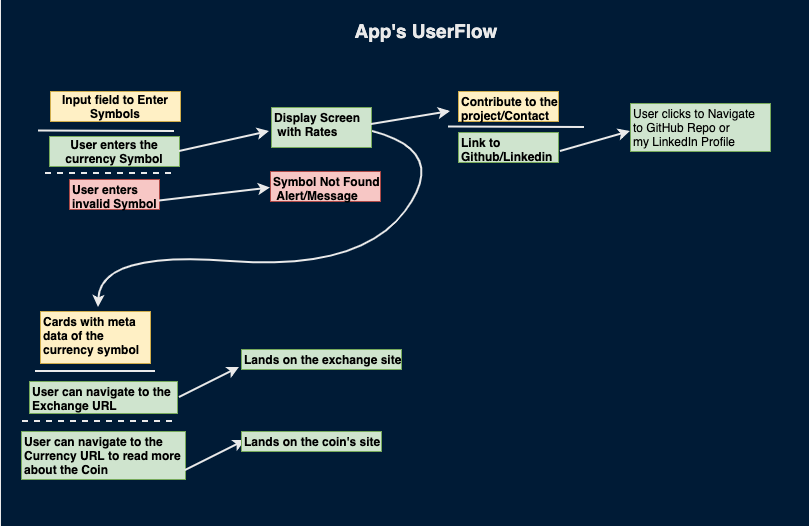 App's UserFlow
Input field to Enter
Symbols
User enters the
currency Symbol
User enters
invalid Symbol
Display Screen
with Rates
Symbol Not Found
Alert/Message
Contribute to the
project/Contact
Link to
Github/Linkedin
User clicks to Navigate
to GitHub Repo or
my LinkedIn Profile
Cards with meta
data of the
currency symbol
User can navigate to the
Exchange URL
Lands on the exchange site
User can navigate to the
Currency URL to read more
about the Coin
Lands on the coin's site